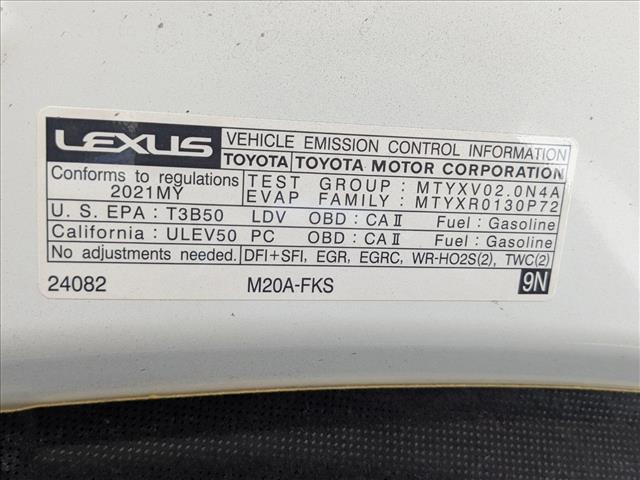 LEXUS VEHICLE EMISSION CONTROL INFORMATION
TOYOTA TOYOTA MOTOR CORPORATION
Conforms to regulations TEST GROUP : MTYXV02.0N4A
2021MY EVAP FAMILY : MTYXR0130P72
U. S. EPA : T3B50 LDV OBD : CA II Fuel : Gasoline
California : ULEV50 PC OBD : CA II Fuel : Gasoline
No adjustments needed. DFI+SFI, EGR, EGRC, WR-HO2S(2), TWC(2)
24082 M20A-FKS 9N